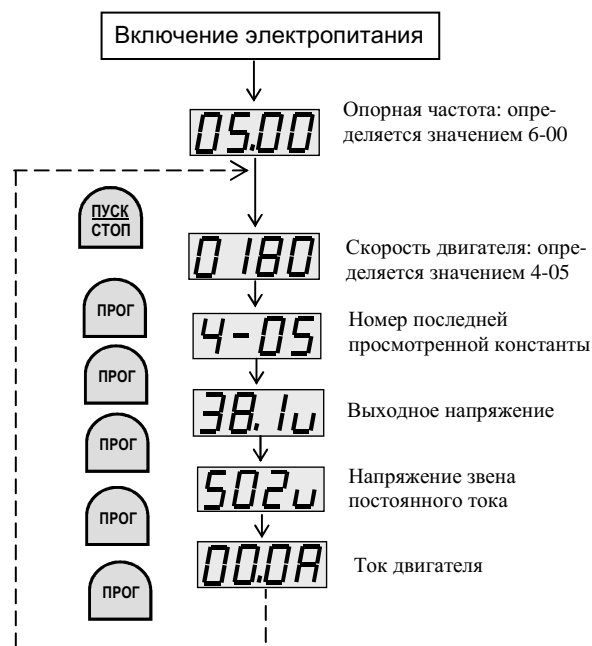 Включение электропитания
05.00
Опорная частота: опре-
деляется значением 6-00
ПУСК
СТОП
0180
Скорость двигателя: опре-
деляется значением 4-05
ПРОГ
4-05
Номер последней
просмотренной константы
ПРОГ
38.1u
Выходное напряжение
ПРОГ
502u
Напряжение звена
постоянного тока
ПРОГ
00.0A
Ток двигателя
ПРОГ